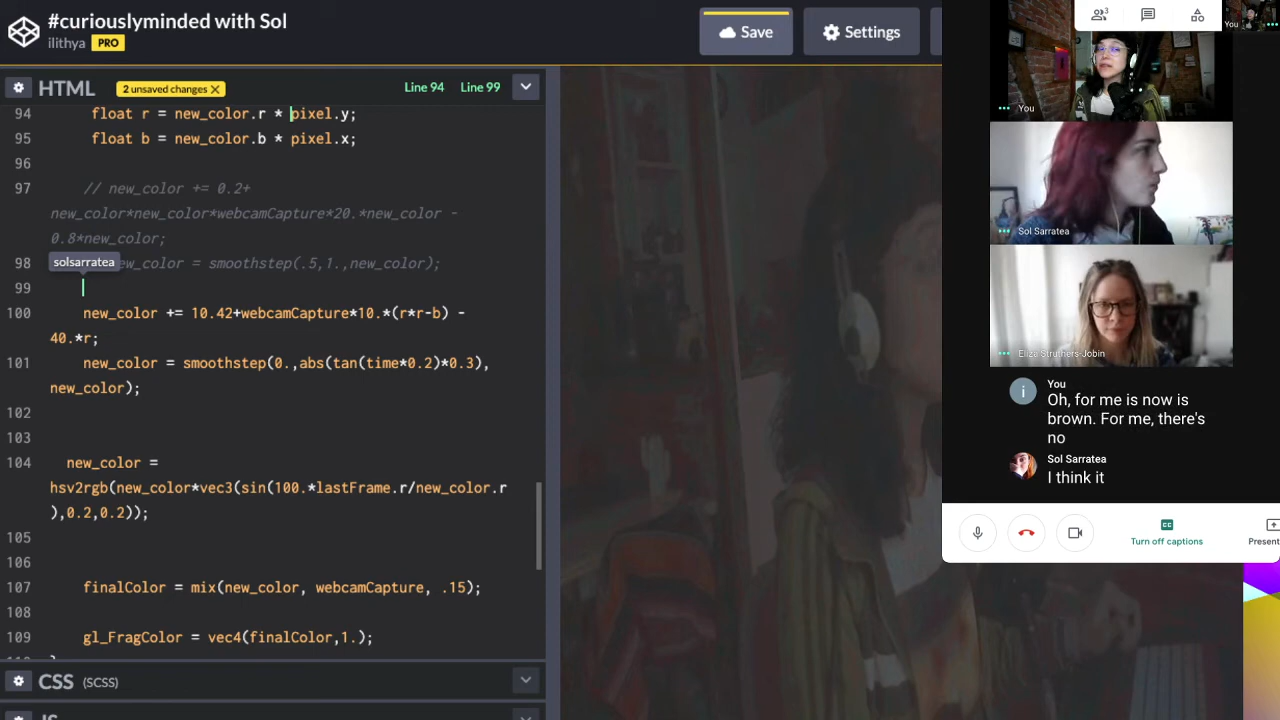 #curiouslyminded with Sol
ilithya PRO
Save
Settings
HTML
2 unsaved changes X
Line 94
Line 99
94 float r = new_color.r * pixel.y;
95 float b = new_color.b * pixel.x;
96
97 // new_color += 0.2+
new_color*new_color*webcamCapture*20.*new_color -
0.8*new_color;
solsarratea
98 ew_color = smoothstep(.5,1.,new_color);
99
100 new_color += 10.42+webcamCapture*10.*(r*r-b) -
40.*r;
101 new_color = smoothstep(0.,abs(tan(time*0.2)*0.3),
new_color);
102
103
104 new_color =
hsv2rgb(new_color*vec3(sin(100.*lastFrame.r/new_color.r
),0.2,0.2));
105
106
107 finalColor = mix(new_color, webcamCapture, .15);
108
109 gl_FragColor = vec4(finalColor,1.);
CSS (SCSS)
3
You
You
Sol Sarratea
Eliza Struthers-Jobin
i
You
Oh, for me is now is
brown. For me, there's
no
Sol Sarratea
I think it
Turn off captions
Present